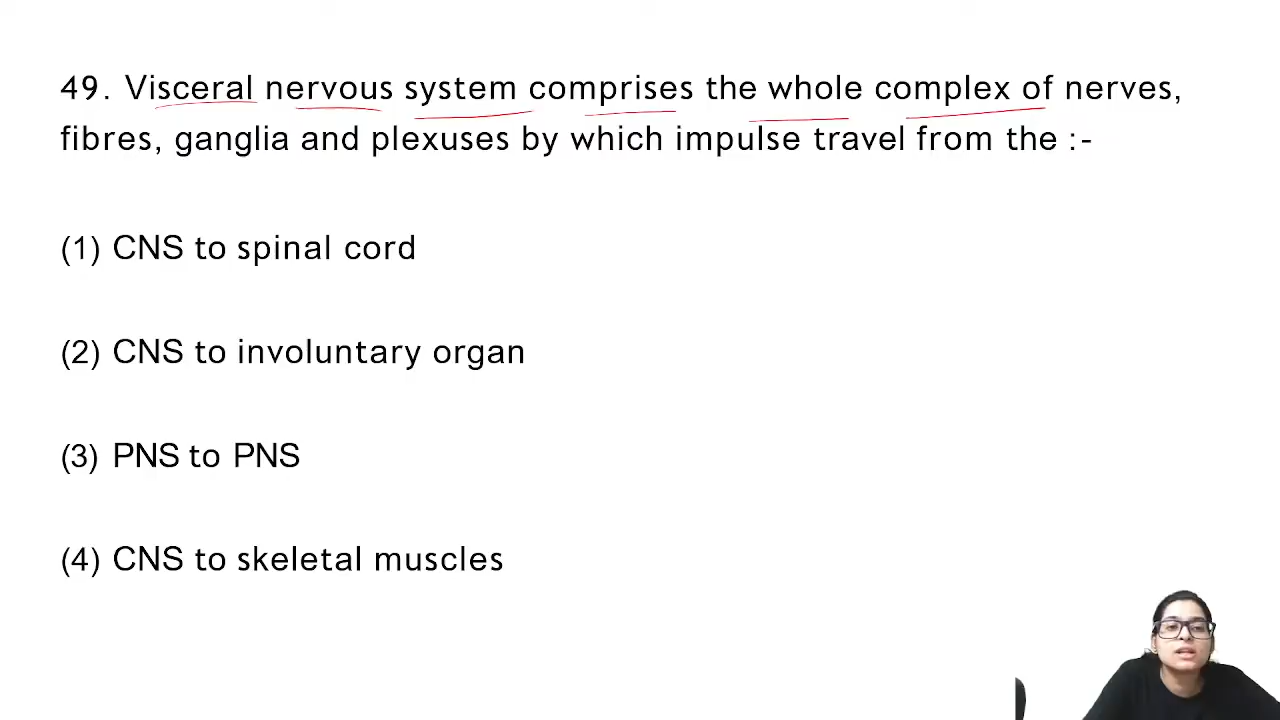 49. Visceral nervous system comprises the whole complex of nerves,
fibres, ganglia and plexuses by which impulse travel from the :-
(1) CNS to spinal cord
(2) CNS to involuntary organ
(3) PNS to PNS
(4) CNS to skeletal muscles